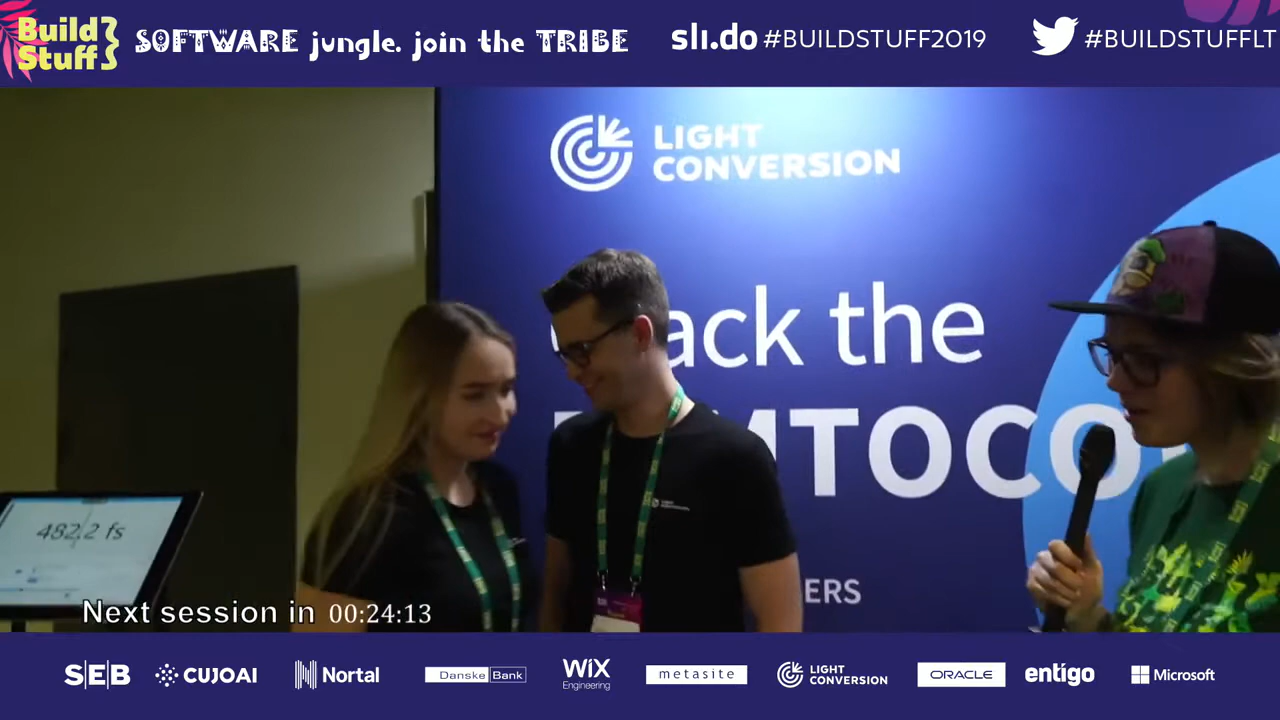 Build
Stuff
SOFTWARE jungle. join the TRIBE
sli.do #BUILDSTUFF2019
#BUILDSTUFFLT
LIGHT
CONVERSION
ack the
MTOCO
ERS
482.2 fs
Next session in 00:24:13
SEB
CUJOAI
Nortal
Danske Bank
WiX
Engineering
metasite
LIGHT
CONVERSION
ORACLE
entigo
Microsoft